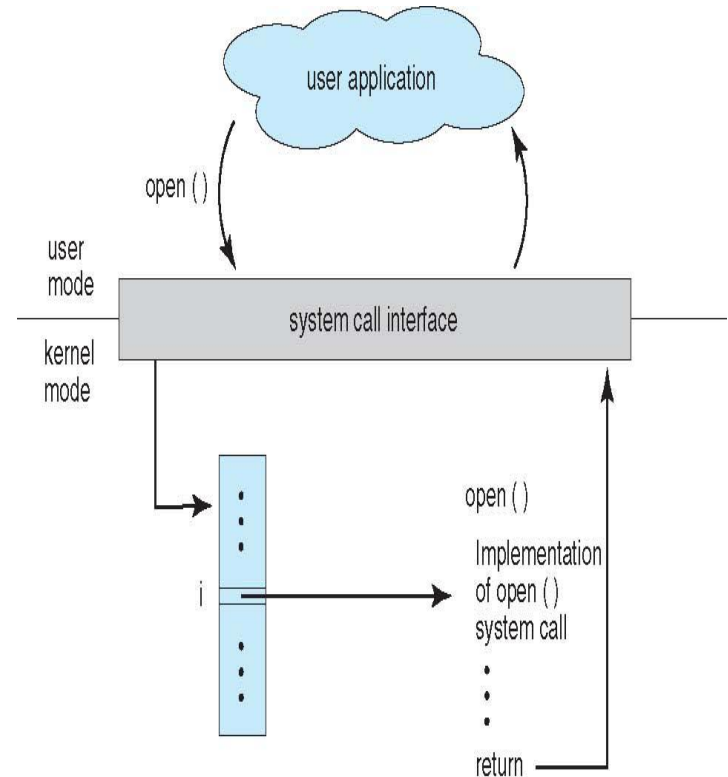 user application
open ( )
user
mode
system call interface
kernel
mode
open ( )
i
Implementation
of open ( )
system call
return